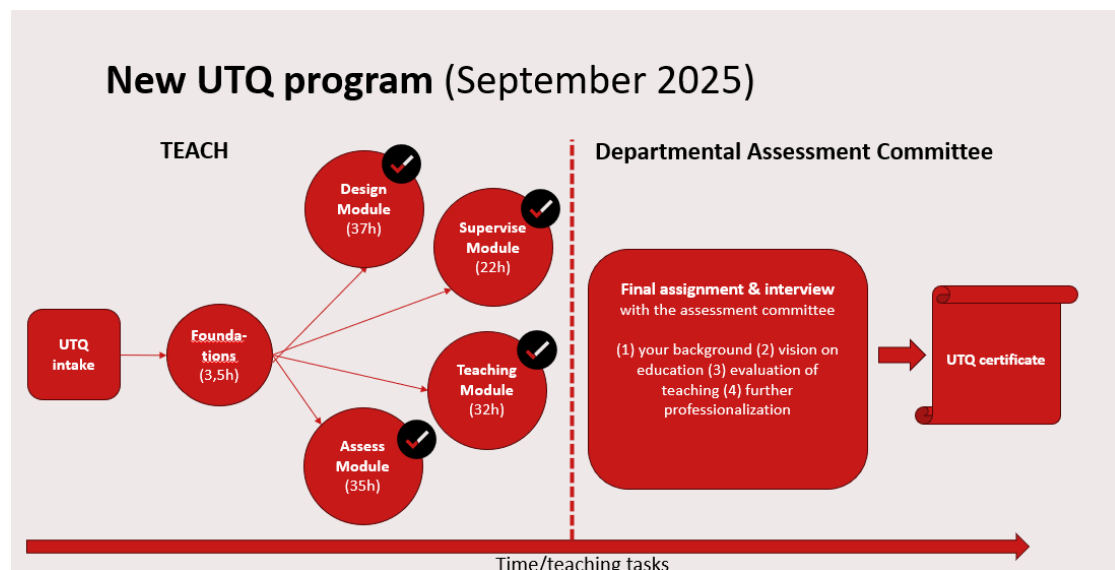 New UTQ program (September 2025)
TEACH
Departmental Assessment Committee
Design
Module
(37h)
Supervise
Module
(22h)
UTQ
intake
Founda-
tions
(3,5h)
Teaching
Module
(32h)
Assess
Module
(35h)
Final assignment & interview
with the assessment committee
(1) your background (2) vision on
education (3) evaluation of
teaching (4) further
professionalization
UTQ certificate
Time/teaching tasks